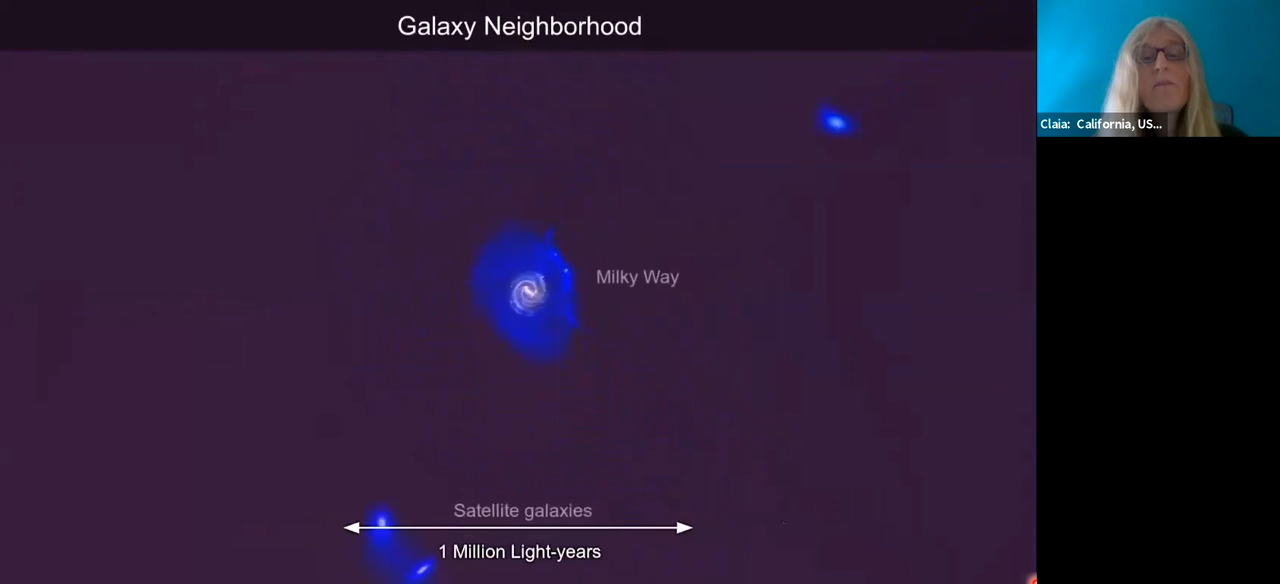 Galaxy Neighborhood
Claia: California, US...
Milky Way
Satellite galaxies
1 Million Light-years